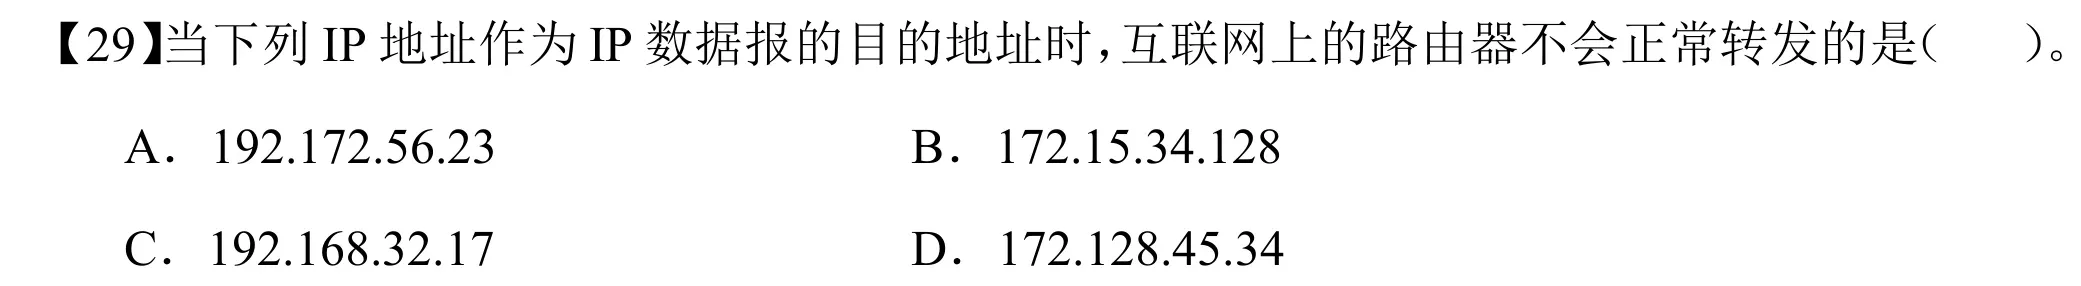 【29】当下列 IP 地址作为 IP 数据报的目的地址时,互联网上的路由器不会正常转发的是(  )。
A. 192.172.56.23 B. 172.15.34.128
C. 192.168.32.17 D. 172.128.45.34